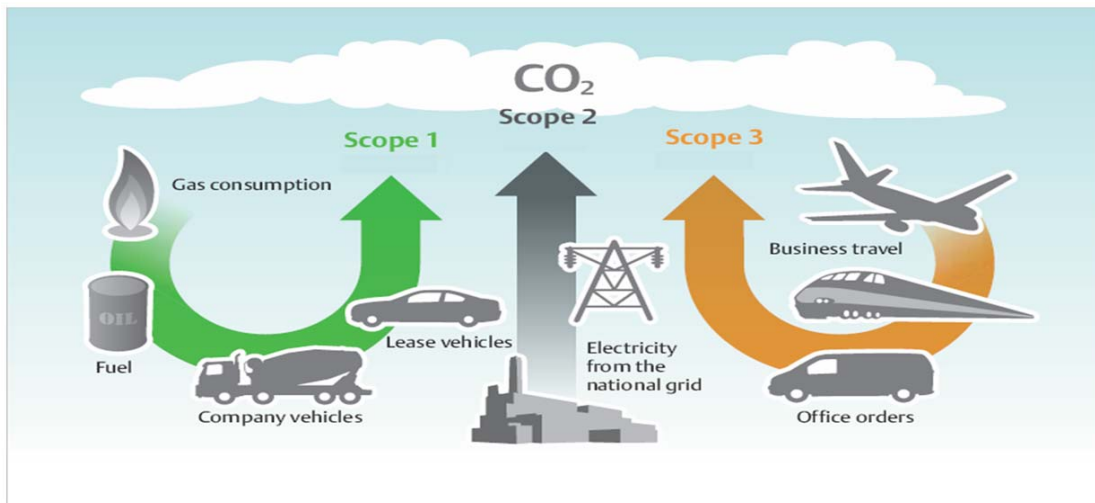 CO₂
Scope 2
Scope 1
Scope 3
Gas consumption
OIL
Fuel
Lease vehicles
Company vehicles
Electricity
from the
national grid
Business travel
Office orders